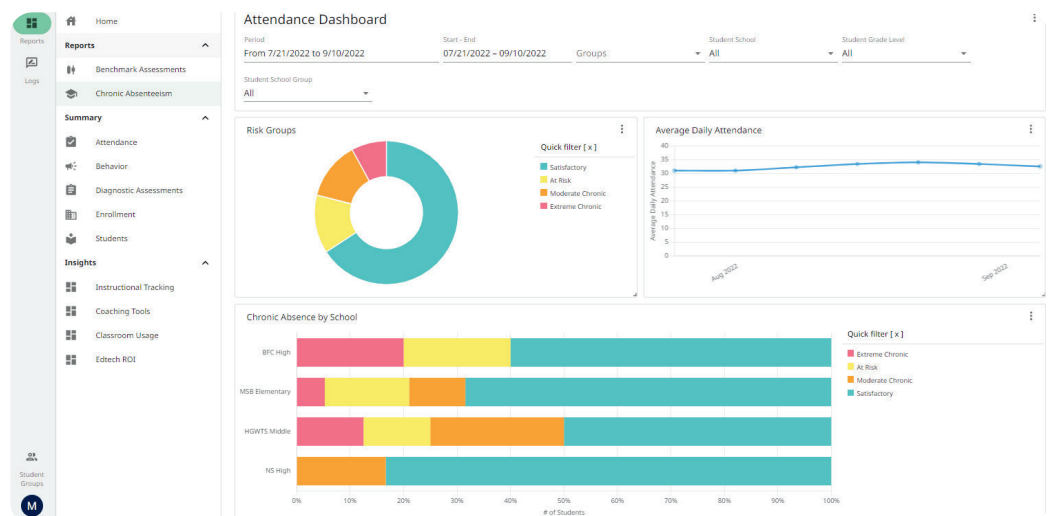 Reports
Logs
Student
Groups
M
Home
Reports
Benchmark Assessments
Chronic Absenteeism
Summary
Attendance
Behavior
Diagnostic Assessments
Enrollment
Students
Insights
Instructional Tracking
Coaching Tools
Classroom Usage
Edtech ROI
Attendance Dashboard
Period
From 7/21/2022 to 9/10/2022
Start - End
07/21/2022 – 09/10/2022
Groups
Student School
All
Student Grade Level
All
Student School Group
All
Risk Groups
Quick filter [ x ]
Satisfactory
At Risk
Moderate Chronic
Extreme Chronic
Average Daily Attendance
Average Daily Attendance
40
35
30
25
20
15
10
5
0
Aug 2022
Sep 2022
Chronic Absence by School
BFC High
MSB Elementary
HGWTS Middle
NS High
0%
10%
20%
30%
40%
50%
60%
70%
80%
90%
100%
# of Students
Quick filter [ x ]
Extreme Chronic
At Risk
Moderate Chronic
Satisfactory